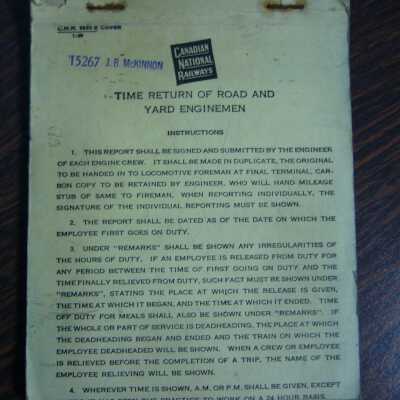 C.N.R. COVER
15267 J. B. McKINNON
CANADIAN
NATIONAL
RAILWAYS
TIME RETURN OF ROAD AND
YARD ENGINEMEN
INSTRUCTIONS
1. THIS REPORT SHALL BE SIGNED AND SUBMITTED BY THE ENGINEER
OF EACH ENGINE CREW. IT SHALL BE MADE IN DUPLICATE, THE ORIGINAL
TO BE HANDED IN TO LOCOMOTIVE FOREMAN AT FINAL TERMINAL, CAR-
BON COPY TO BE RETAINED BY ENGINEER, WHO WILL HAND MILEAGE
STUB OF SAME TO FIREMAN. WHEN REPORTING INDIVIDUALLY, THE
SIGNATURE OF THE INDIVIDUAL REPORTING MUST BE SHOWN.
2. THE REPORT SHALL BE DATED AS OF THE DATE ON WHICH THE
EMPLOYEE FIRST GOES ON DUTY.
3. UNDER "REMARKS" SHALL BE SHOWN ANY IRREGULARITIES OF
THE HOURS OF DUTY. IF AN EMPLOYEE IS RELEASED FROM DUTY FOR
ANY PERIOD BETWEEN THE TIME OF FIRST GOING ON DUTY AND THE
TIME FINALLY RELIEVED FROM DUTY, SUCH FACT MUST BE SHOWN UNDER
"REMARKS", STATING THE PLACE AT WHICH THE RELEASE IS GIVEN,
THE TIME AT WHICH IT BEGAN, AND THE TIME AT WHICH IT ENDED. TIME
OFF DUTY FOR MEALS SHALL ALSO BE SHOWN UNDER "REMARKS". IF
THE WHOLE OR PART OF SERVICE IS DEADHEADING, THE PLACE AT WHICH
THE DEADHEADING BEGAN AND ENDED AND THE TRAIN ON WHICH THE
EMPLOYEE DEADHEADED WILL BE SHOWN. WHEN A CREW OR EMPLOYEE
IS RELIEVED BEFORE THE COMPLETION OF A TRIP, THE NAME OF THE
EMPLOYEE RELIEVING WILL BE SHOWN.
4. WHEREVER TIME IS SHOWN, A.M. OR P.M. SHALL BE GIVEN, EXCEPT
BEEN THE PRACTICE TO WORK ON A 24 HOUR BASIS.